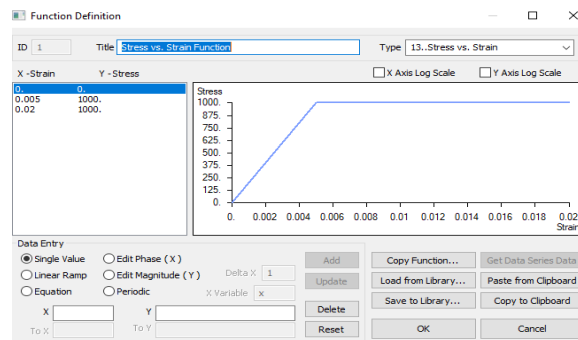 Function Definition
ID 1 Title Stress vs. Strain Function Type 13..Stress vs. Strain
X -Strain Y -Stress X Axis Log Scale Y Axis Log Scale
0. 0.
0.005 1000.
0.02 1000.
Stress
1000.
875.
750.
625.
500.
375.
250.
125.
0.
0. 0.002 0.004 0.006 0.008 0.01 0.012 0.014 0.016 0.018 0.02
Strain
Data Entry
Single Value Edit Phase ( X ) Add Copy Function... Get Data Series Data
Linear Ramp Edit Magnitude ( Y ) Delta X 1 Update Load from Library... Paste from Clipboard
Equation Periodic X Variable x Save to Library... Copy to Clipboard
X Y Delete
To X To Y Reset OK Cancel